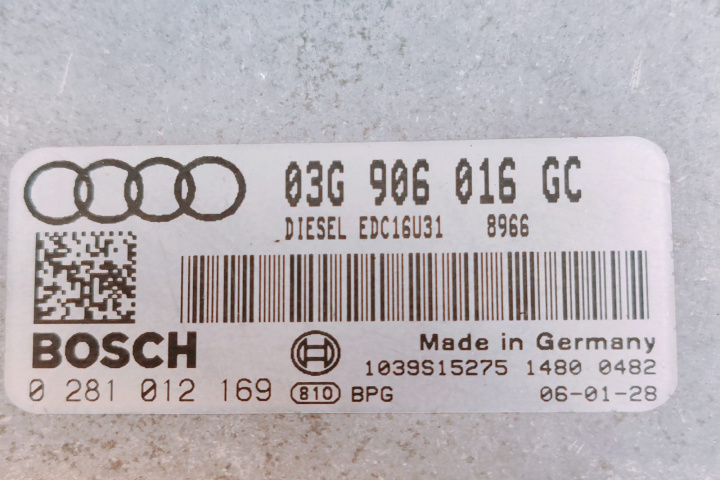 03G 906 016 GC
DIESEL EDC16U31 8966
BOSCH
Made in Germany
1039S15275 1480 0482
0 281 012 169 810 BPG 06-01-28